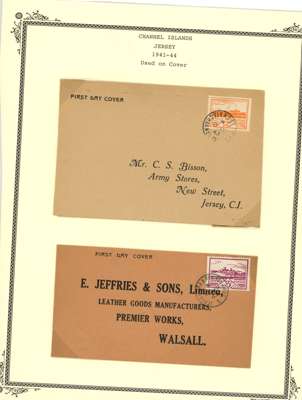 CHANNEL ISLANDS
JERSEY
1941-44
Used on Cover
FIRST DAY COVER
Mr. C. S. Bisson,
Army Stores,
New Street,
Jersey, C.I.
FIRST DAY COVER
E. JEFFRIES & SONS, Limited,
LEATHER GOODS MANUFACTURERS,
PREMIER WORKS,
WALSALL.